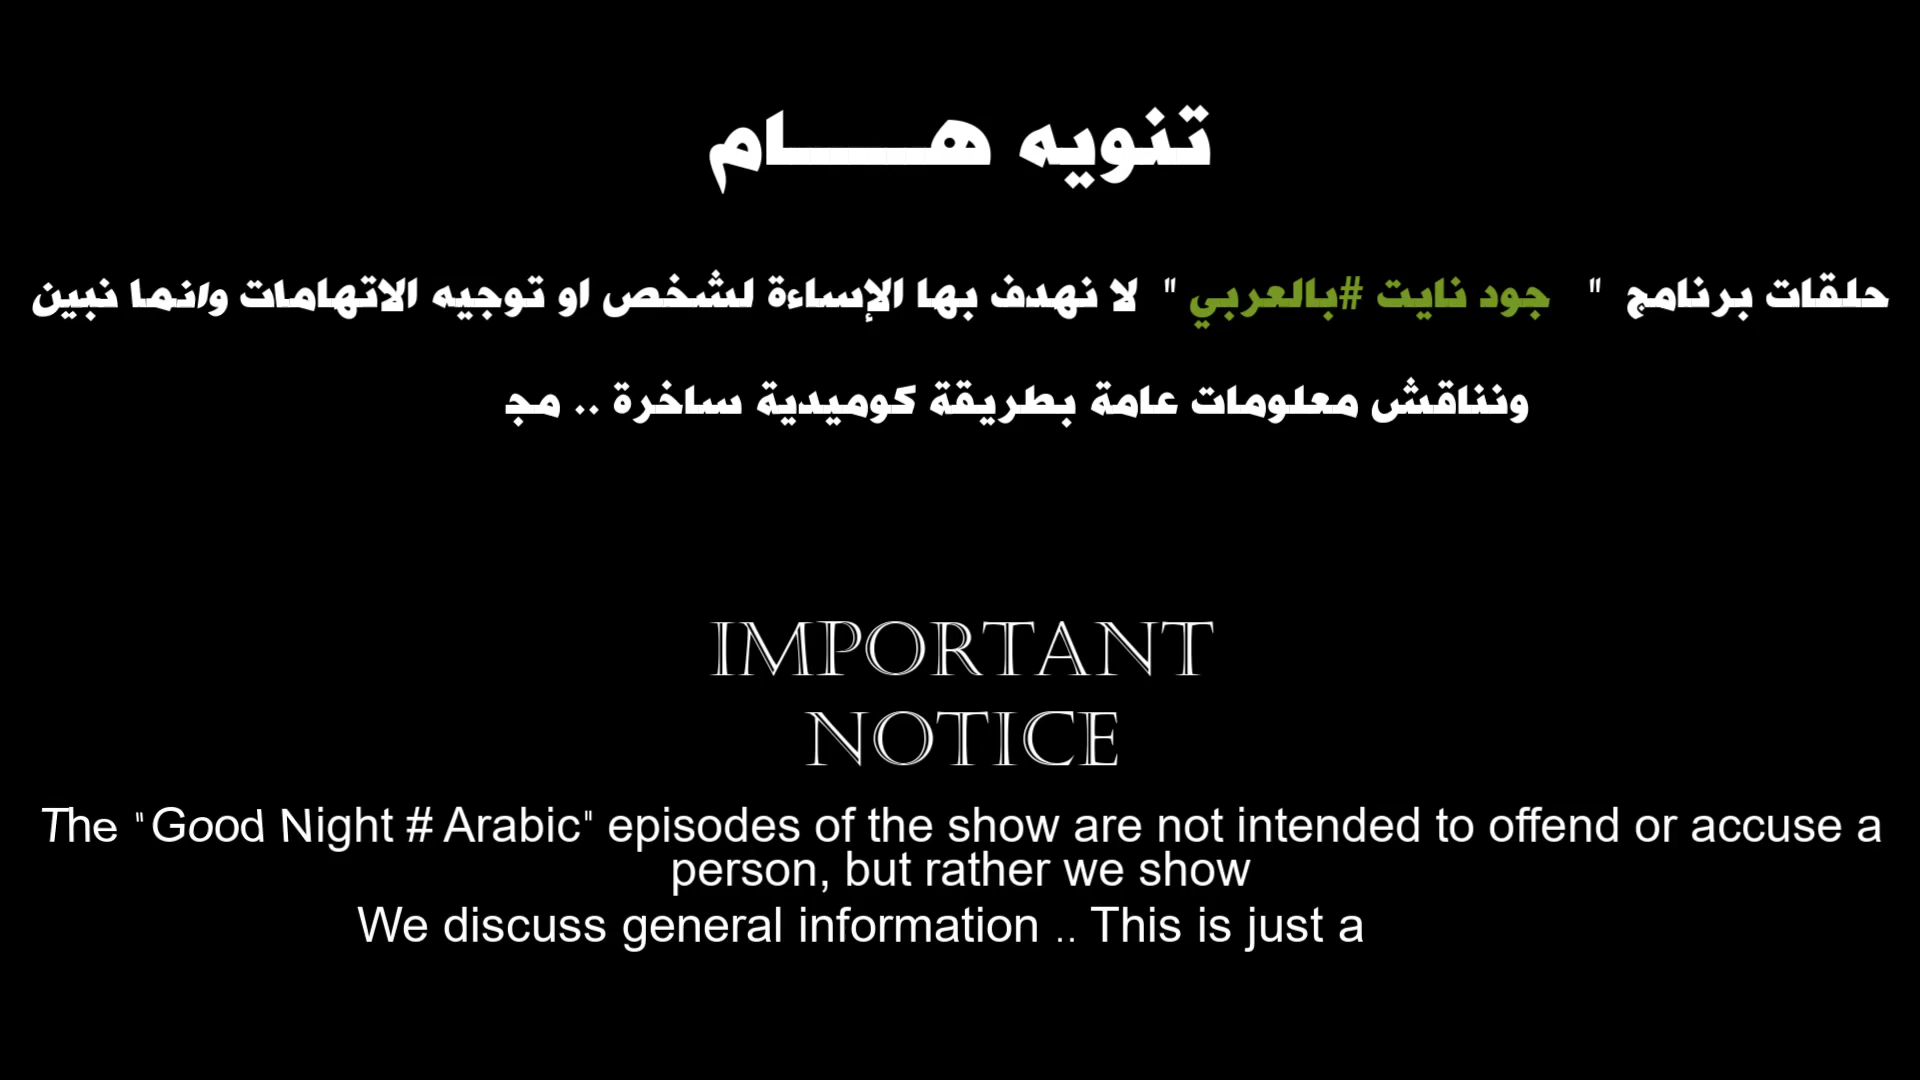 تنويه هـــــام
حلقات برنامج " جود نايت #بالعربي " لا نهدف بها الإساءة لشخص او توجيه الاتهامات وانما نبين
ونناقش معلومات عامة بطريقة كوميدية ساخرة .. مجـ
IMPORTANT
NOTICE
The "Good Night # Arabic" episodes of the show are not intended to offend or accuse a
person, but rather we show
We discuss general information .. This is just a